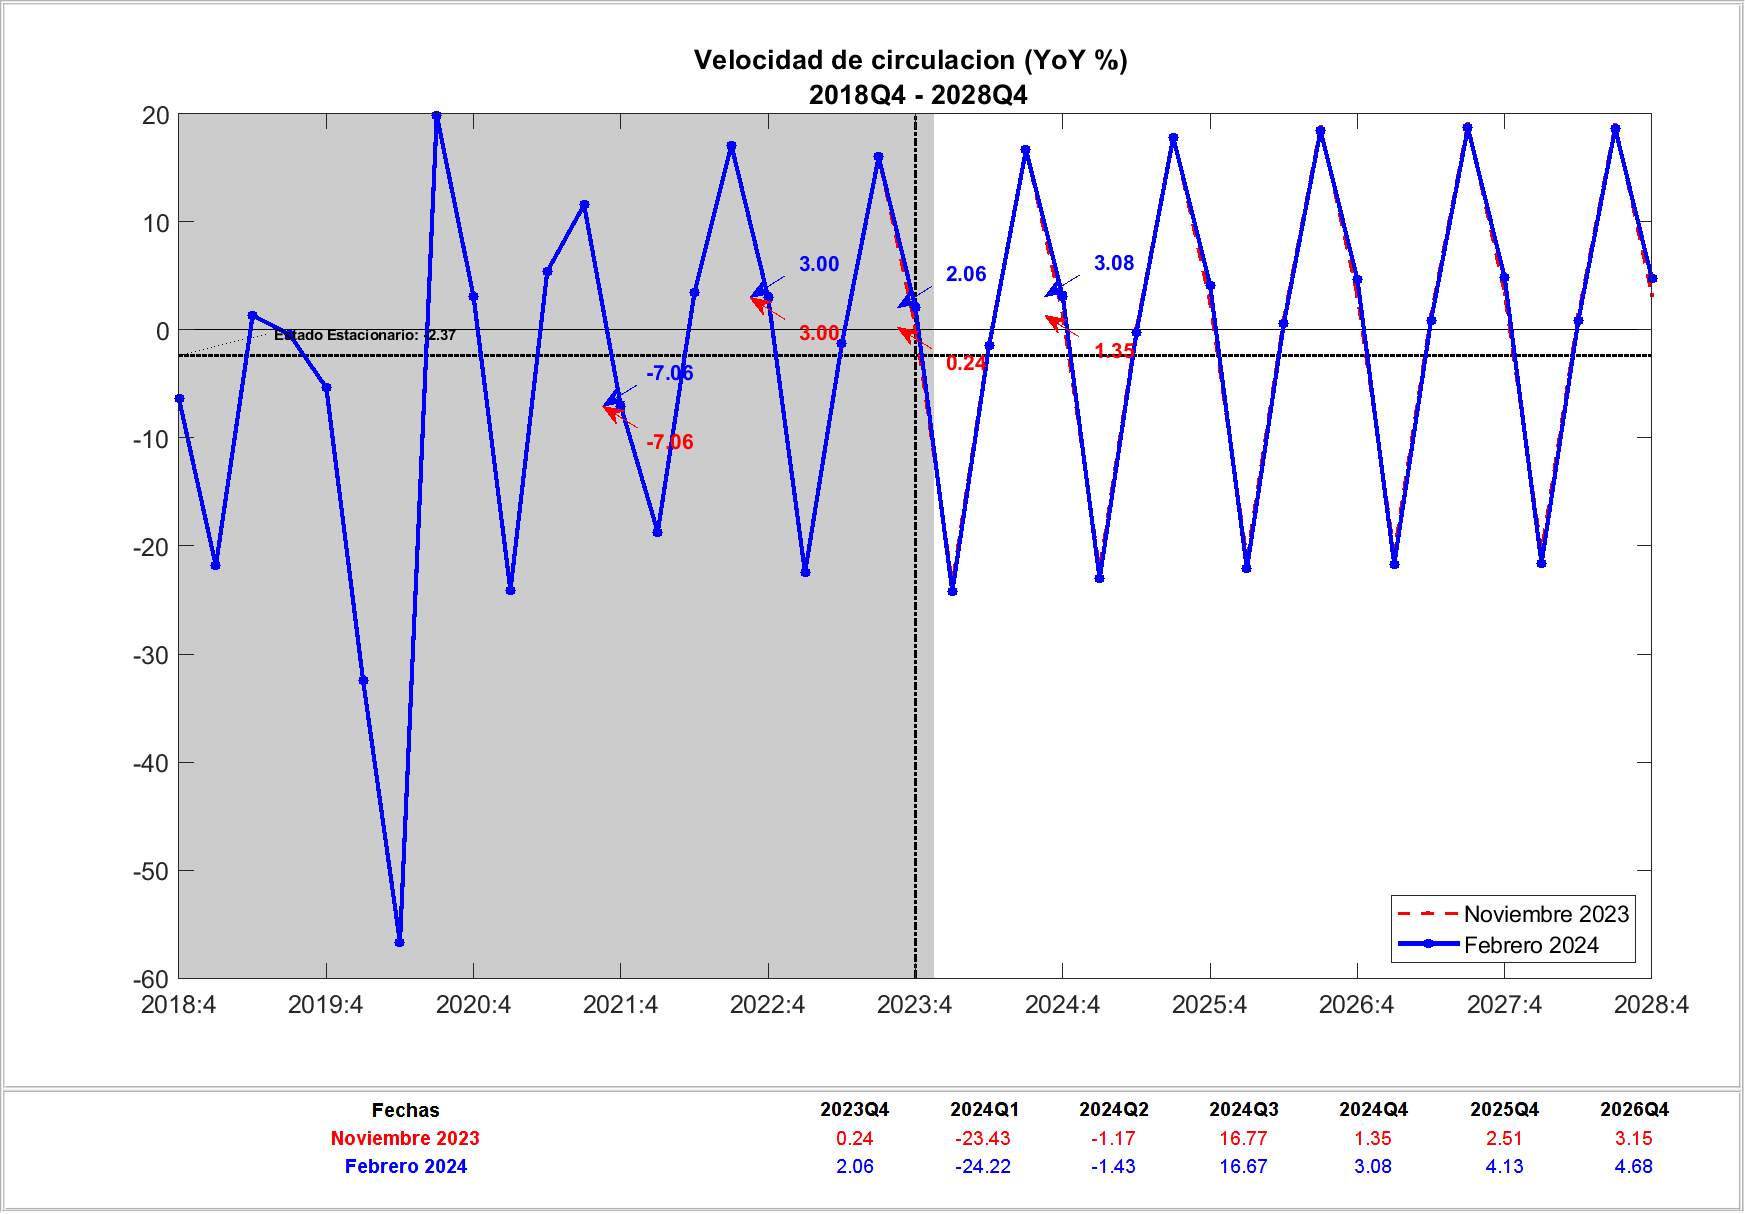 Velocidad de circulacion (YoY %)
2018Q4 - 2028Q4
20
10
0
-10
-20
-30
-40
-50
-60
Estado Estacionario: -2.37
-7.06
-7.06
3.00
3.00
2.06
0.24
3.08
1.35
Noviembre 2023
Febrero 2024
2018:4 2019:4 2020:4 2021:4 2022:4 2023:4 2024:4 2025:4 2026:4 2027:4 2028:4
Fechas 2023Q4 2024Q1 2024Q2 2024Q3 2024Q4 2025Q4 2026Q4
Noviembre 2023 0.24 -23.43 -1.17 16.77 1.35 2.51 3.15
Febrero 2024 2.06 -24.22 -1.43 16.67 3.08 4.13 4.68